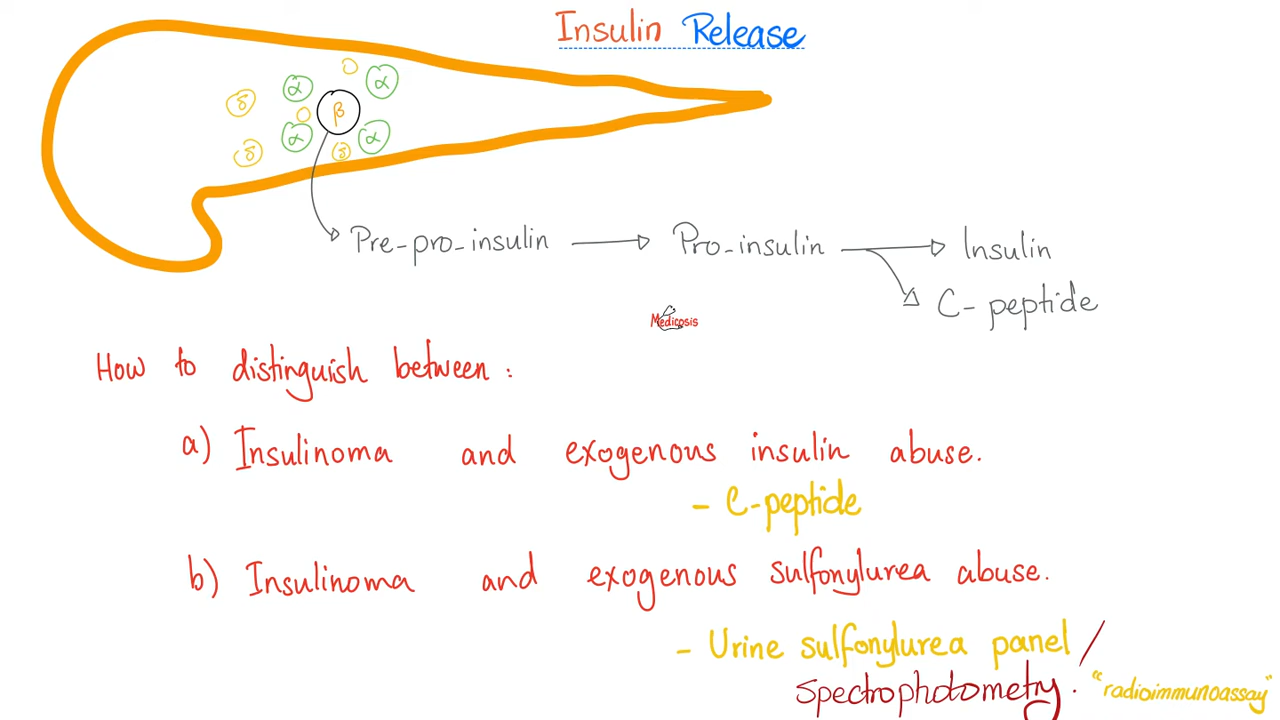 Insulin Release
α α
δ β
α α
δ δ
Pre-pro-insulin Pro-insulin Insulin
C-peptide
Medicosis
How to distinguish between :
a) Insulinoma and exogenous insulin abuse.
- C-peptide
b) Insulinoma and exogenous sulfonylurea abuse.
- Urine sulfonylurea panel /
spectrophotometry. "radioimmunoassay"